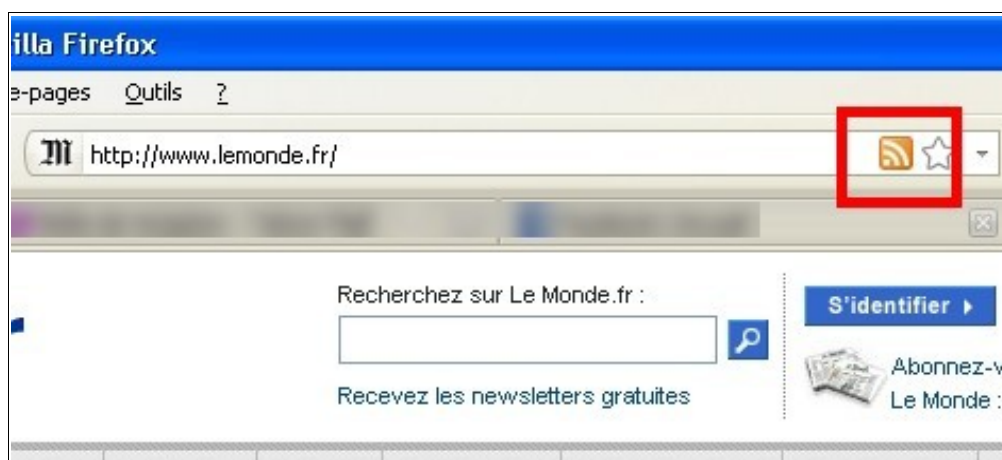 illa Firefox
e-pages Outils ?
M http://www.lemonde.fr/
Recherchez sur Le Monde.fr :
S'identifier
Recevez les newsletters gratuites
Abonnez-v
Le Monde :